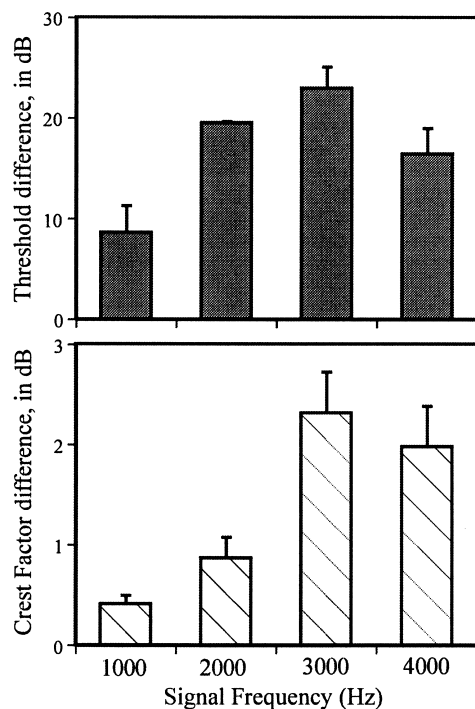 Threshold difference, in dB
30
20
10
0
Crest Factor difference, in dB
3
2
1
0
1000 2000 3000 4000
Signal Frequency (Hz)